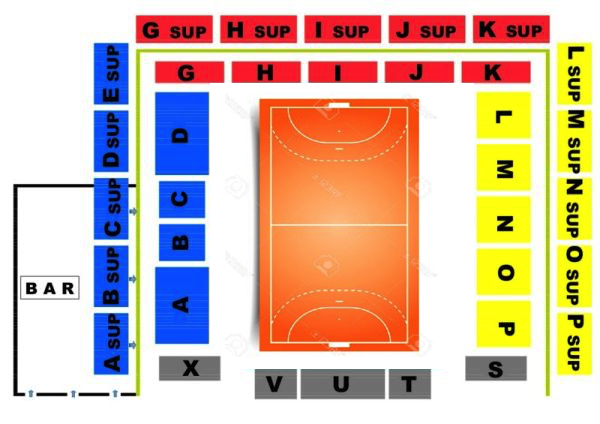 G SUP H SUP I SUP J SUP K SUP
G H I J K
E SUP
D SUP
C SUP
B SUP
A SUP
D
C
B
A
L
M
N
O
P
L SUP
M SUP
N SUP
O SUP
P SUP
BAR
X
V U T
S